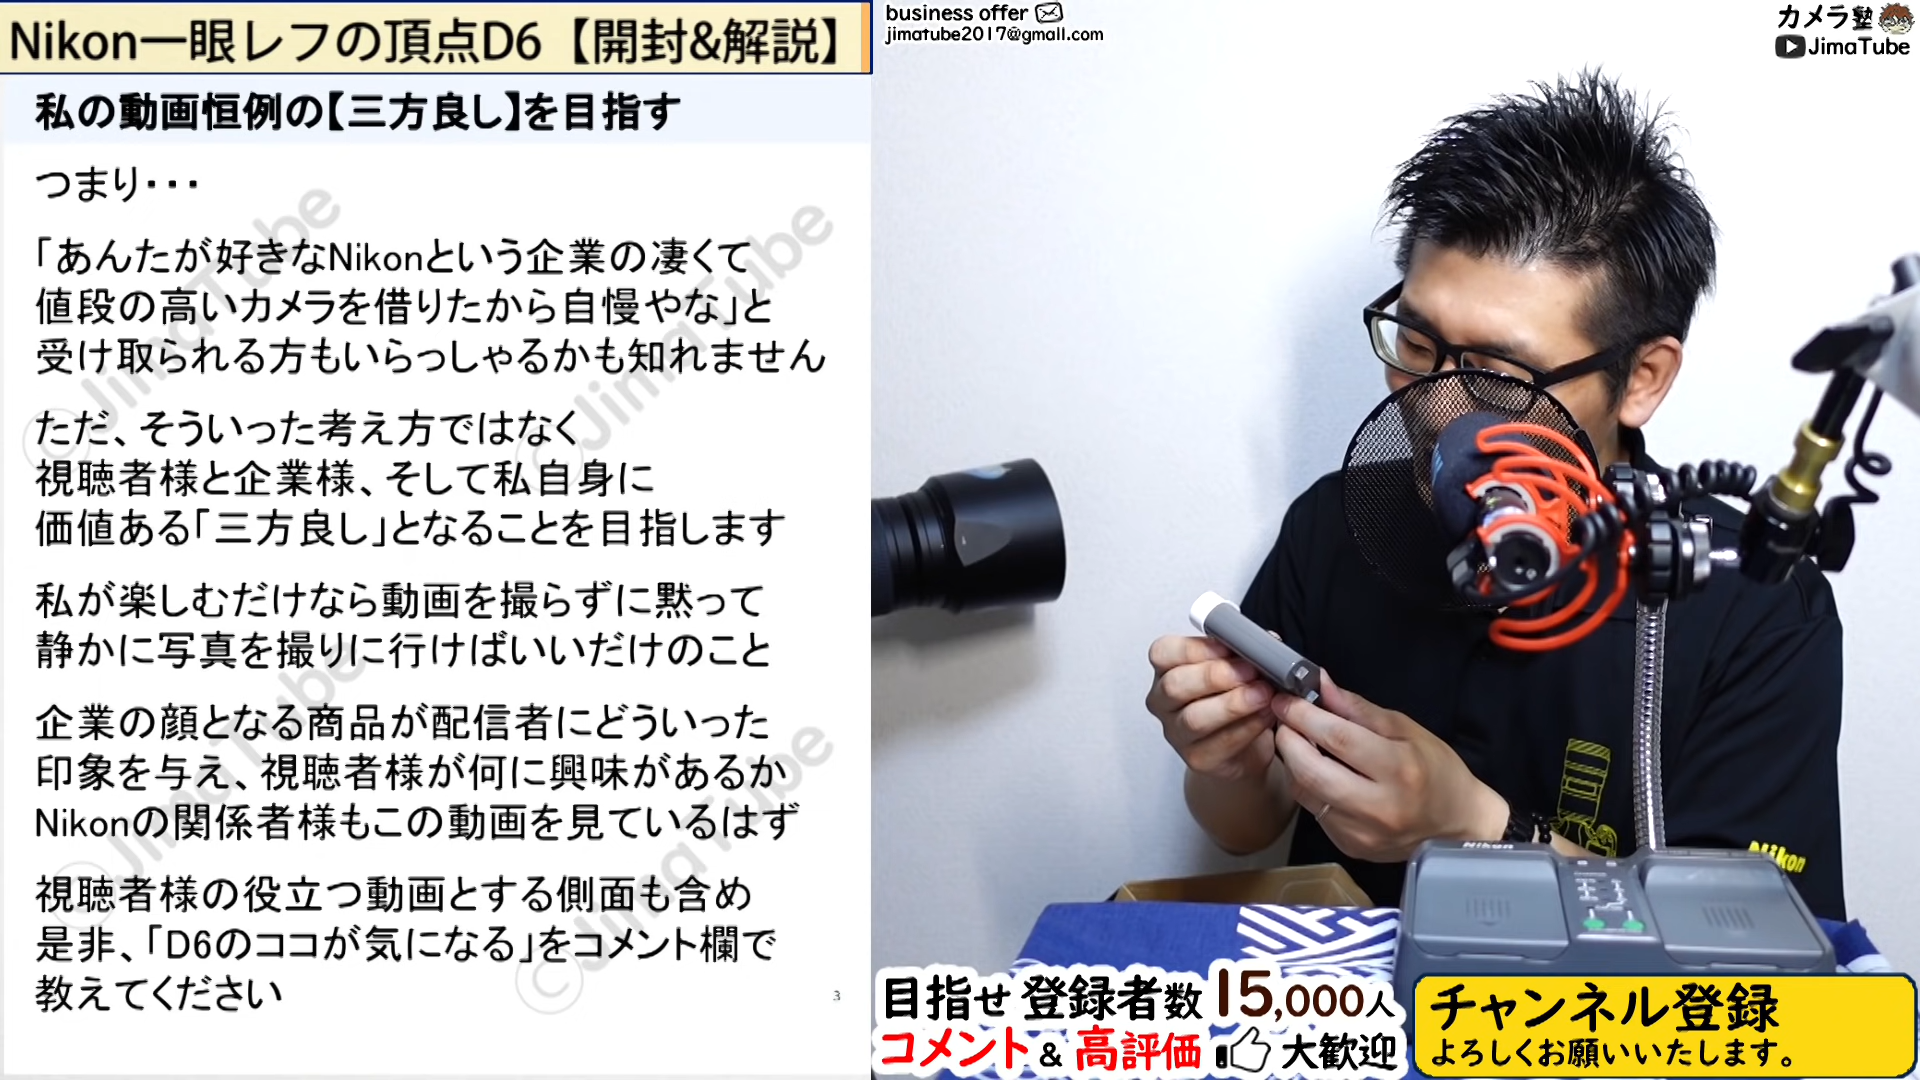 Nikon一眼レフの頂点D6【開封&解説】
私の動画恒例の【三方良し】を目指す
つまり・・・
「あんたが好きなNikonという企業の凄くて
値段の高いカメラを借りたから自慢やな」と
受け取られる方もいらっしゃるかも知れません
ただ、そういった考え方ではなく
視聴者様と企業様、そして私自身に
価値ある「三方良し」となることを目指します
私が楽しむだけなら動画を撮らずに黙って
静かに写真を撮りに行けばいいだけのこと
企業の顔となる商品が配信者にどういった
印象を与え、視聴者様が何に興味があるか
Nikonの関係者様もこの動画を見ているはず
視聴者様の役立つ動画とする側面も含め
是非、「D6のココが気になる」をコメント欄で
教えてください
3
©JimaTube
©JimaTube
©JimaTube
©JimaTube
business offer
jimatube2017@gmail.com
カメラ塾
JimaTube
Nikon
Nikon
目指せ 登録者数 15,000人
コメント & 高評価 大歓迎
チャンネル登録
よろしくお願いいたします。